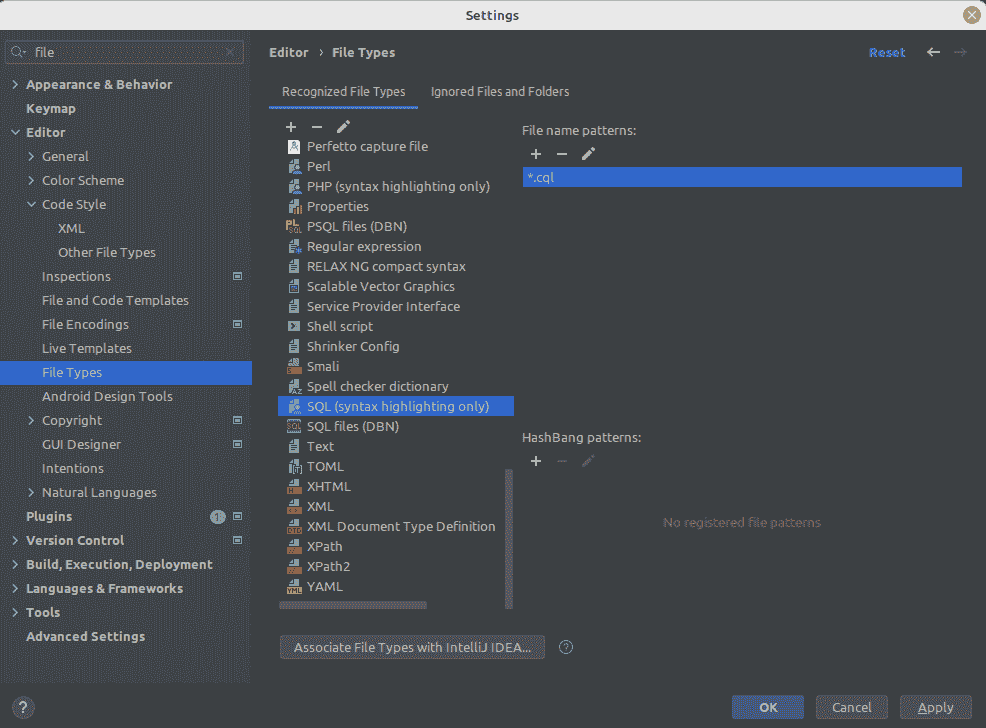 Settings
file
Appearance & Behavior
Keymap
Editor
General
Color Scheme
Code Style
XML
Other File Types
Inspections
File and Code Templates
File Encodings
Live Templates
File Types
Android Design Tools
Copyright
GUI Designer
Intentions
Natural Languages
Plugins
1
Version Control
Build, Execution, Deployment
Languages & Frameworks
Tools
Advanced Settings
Editor › File Types
Reset
Recognized File Types
Ignored Files and Folders
Perfetto capture file
Perl
PHP (syntax highlighting only)
Properties
PSQL files (DBN)
Regular expression
RELAX NG compact syntax
Scalable Vector Graphics
Service Provider Interface
Shell script
Shrinker Config
Smali
Spell checker dictionary
SQL (syntax highlighting only)
SQL files (DBN)
Text
TOML
XHTML
XML
XML Document Type Definition
XPath
XPath2
YAML
File name patterns:
*.cql
HashBang patterns:
No registered file patterns
Associate File Types with IntelliJ IDEA...
?
?
OK
Cancel
Apply